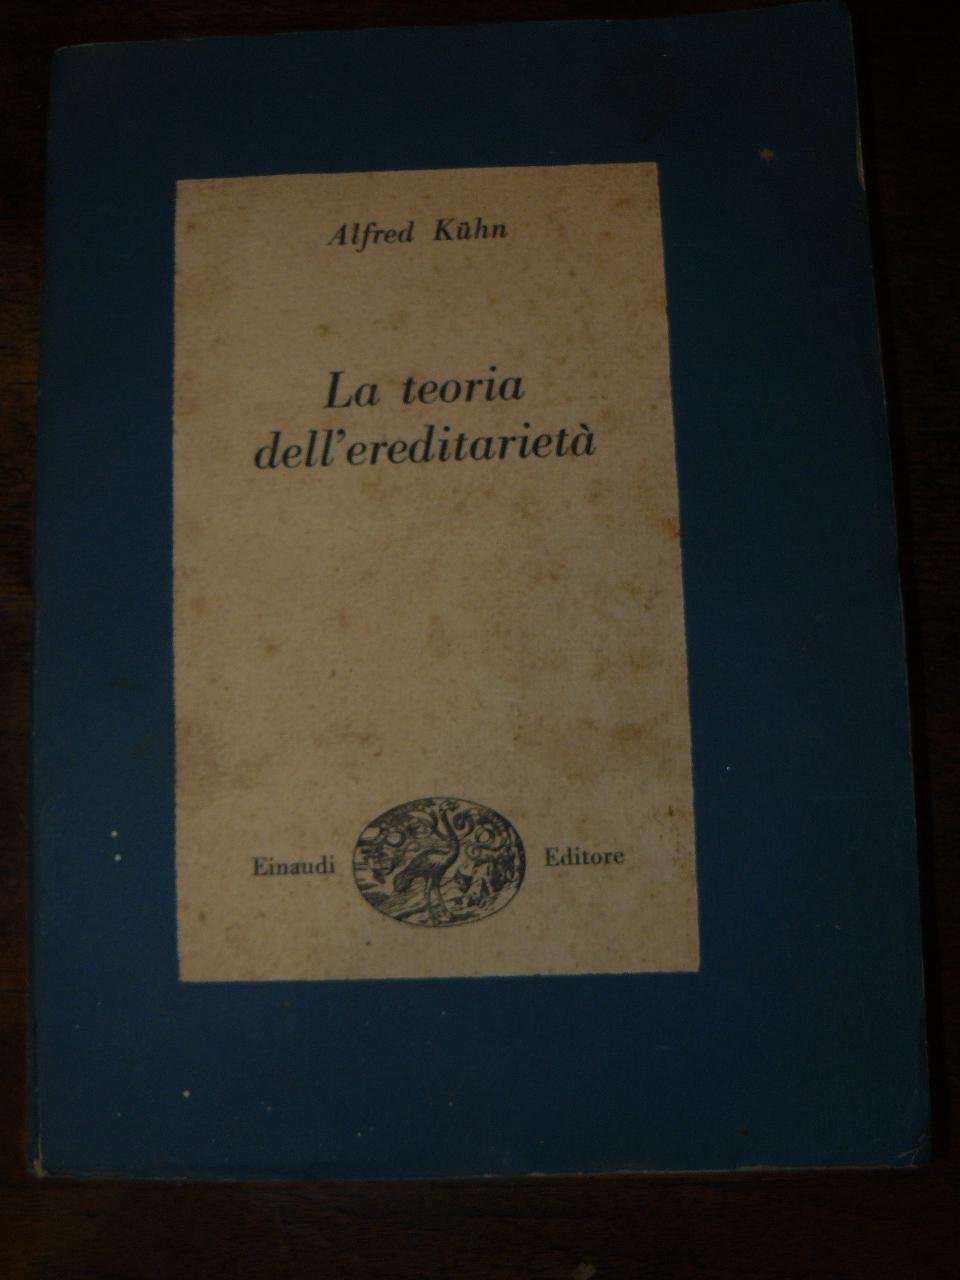 Alfred Kühn
La teoria
dell'ereditarietà
Einaudi Editore